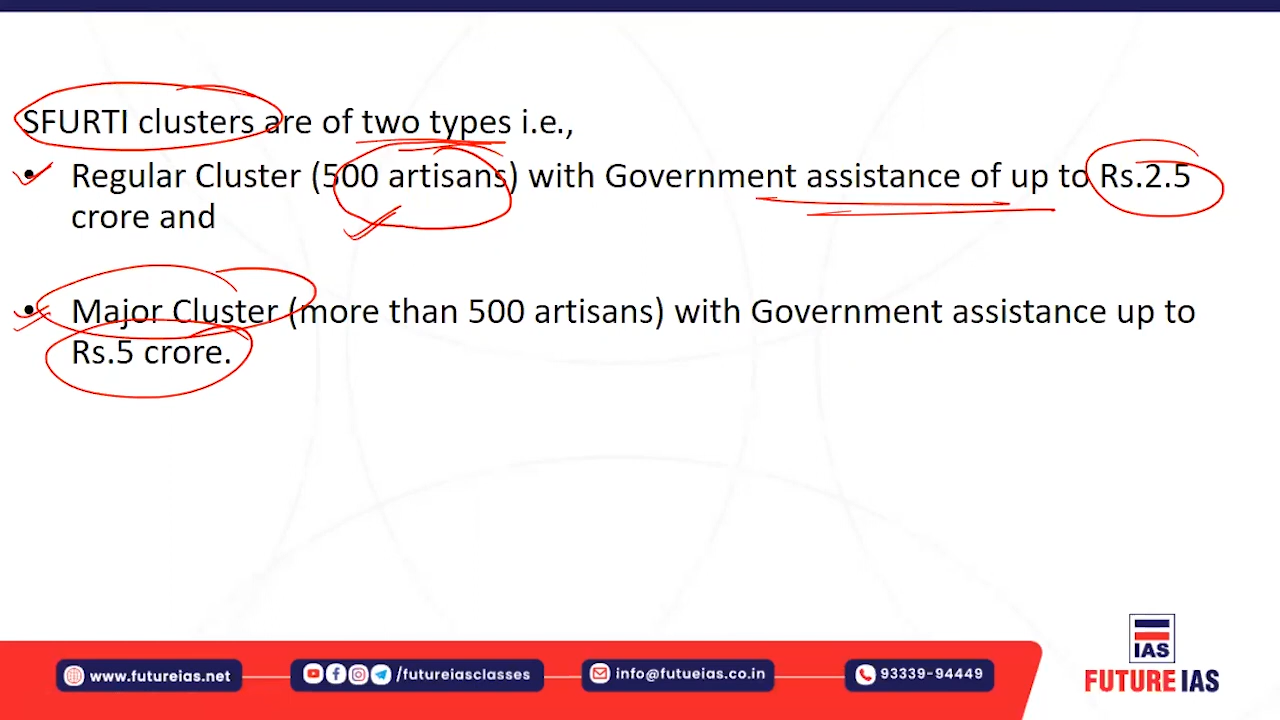 SFURTI clusters are of two types i.e.,
• Regular Cluster (500 artisans) with Government assistance of up to Rs.2.5
crore and
• Major Cluster (more than 500 artisans) with Government assistance up to
Rs.5 crore.
www.futureias.net
/futureiasclasses
info@futueias.co.in
93339-94449
IAS
FUTURE IAS